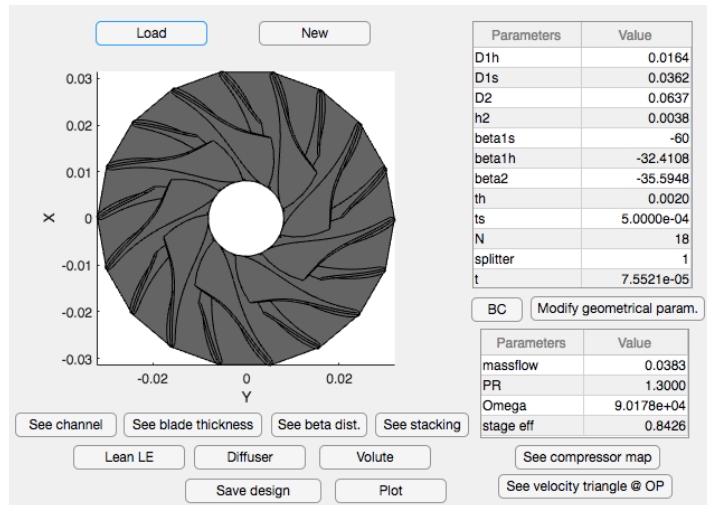 Load
New
0.03
0.02
0.01
0
-0.01
-0.02
-0.03
X
-0.02
0
0.02
Y
Parameters Value
D1h 0.0164
D1s 0.0362
D2 0.0637
h2 0.0038
beta1s -60
beta1h -32.4108
beta2 -35.5948
th 0.0020
ts 5.0000e-04
N 18
splitter 1
t 7.5521e-05
BC
Modify geometrical param.
Parameters Value
massflow 0.0383
PR 1.3000
Omega 9.0178e+04
stage eff 0.8426
See channel
See blade thickness
See beta dist.
See stacking
Lean LE
Diffuser
Volute
See compressor map
Save design
Plot
See velocity triangle @ OP